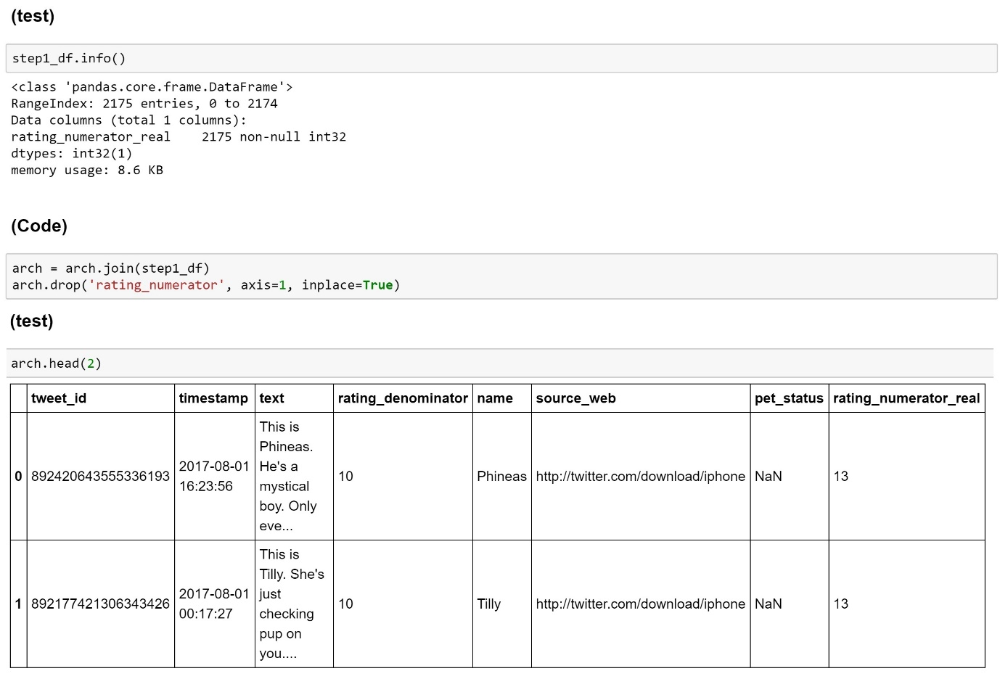 (test)
step1_df.info()
<class 'pandas.core.frame.DataFrame'>
RangeIndex: 2175 entries, 0 to 2174
Data columns (total 1 columns):
rating_numerator_real    2175 non-null int32
dtypes: int32(1)
memory usage: 8.6 KB
(Code)
arch = arch.join(step1_df)
arch.drop('rating_numerator', axis=1, inplace=True)
(test)
arch.head(2)
tweet_id timestamp text rating_denominator name source_web pet_status rating_numerator_real
0 892420643555336193 2017-08-01 16:23:56 This is Phineas. He's a mystical boy. Only eve... 10 Phineas http://twitter.com/download/iphone NaN 13
1 892177421306343426 2017-08-01 00:17:27 This is Tilly. She's just checking pup on you.... 10 Tilly http://twitter.com/download/iphone NaN 13